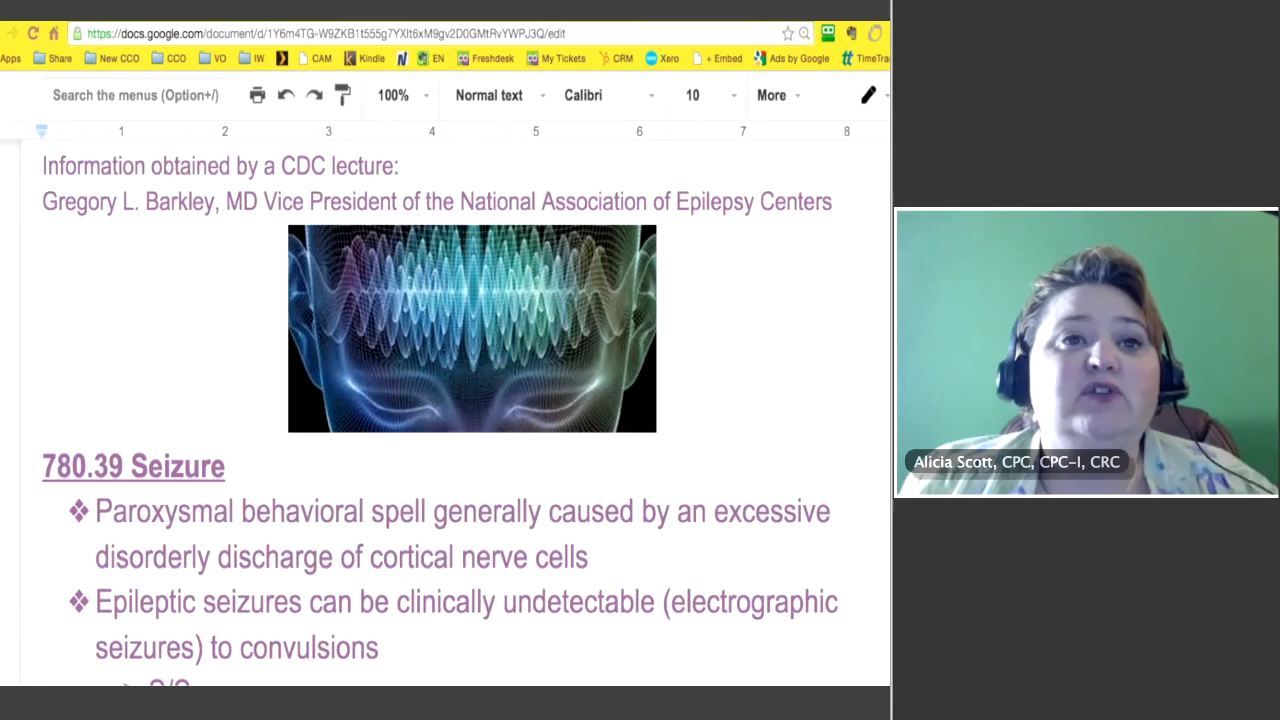 https://docs.google.com/document/d/1Y6m4TG-W9ZKB1t555g7YXIt6xM9gv2D0GMtRvYWPJ3Q/edit
Apps Share New CCO CCO VO IW CAM Kindle EN Freshdesk My Tickets CRM Xero + Embed Ads by Google TimeTra
Search the menus (Option+/) 100% Normal text Calibri 10 More
1 2 3 4 5 6 7 8
Information obtained by a CDC lecture:
Gregory L. Barkley, MD Vice President of the National Association of Epilepsy Centers
780.39 Seizure
❖ Paroxysmal behavioral spell generally caused by an excessive
disorderly discharge of cortical nerve cells
❖ Epileptic seizures can be clinically undetectable (electrographic
seizures) to convulsions
Alicia Scott, CPC, CPC-I, CRC